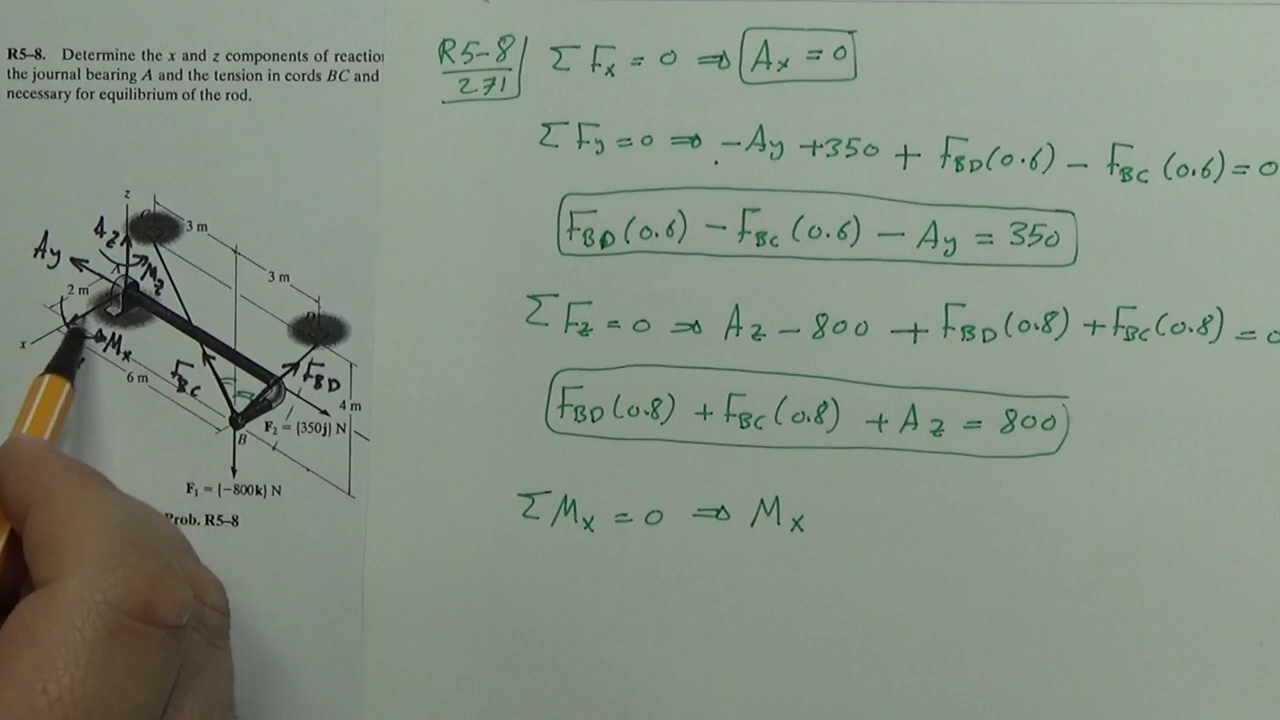 R5–8. Determine the x and z components of reaction
the journal bearing A and the tension in cords BC and
necessary for equilibrium of the rod.
R5-8
271
ΣFx = 0 ⇒ Ax = 0
ΣFy = 0 ⇒ -Ay +350 + FBD(0.6) - FBC(0.6) = 0
FBD(0.6) - FBC(0.6) - Ay = 350
ΣFz = 0 ⇒ Az - 800 + FBD(0.8) + FBC(0.8) = 0
FBD(0.8) + FBC(0.8) + Az = 800
ΣMx = 0 ⇒ Mx
z
3 m
Az
Ay
Mz
3 m
2 m
x
Mx
6 m
FBC
FBD
4 m
B
F₂ = {350j} N
F₁ = {−800k} N
Prob. R5–8